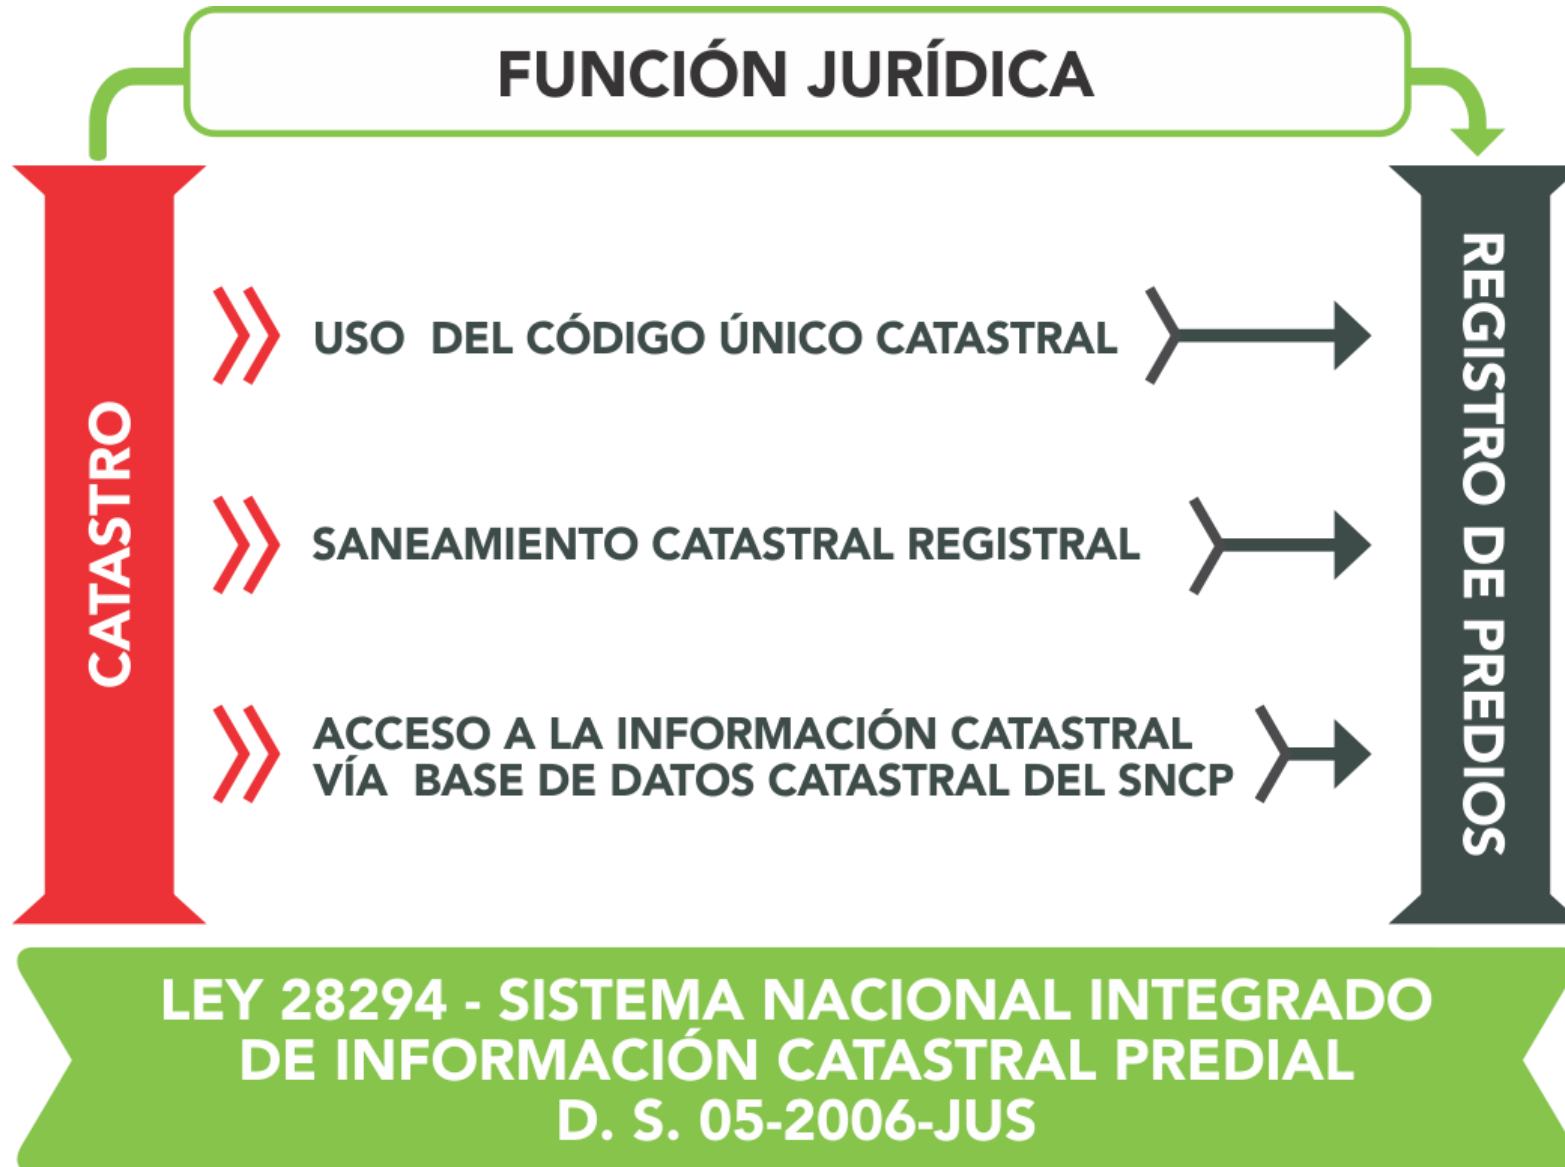 FUNCIÓN JURÍDICA
CATASTRO
USO DEL CÓDIGO ÚNICO CATASTRAL
SANEAMIENTO CATASTRAL REGISTRAL
ACCESO A LA INFORMACIÓN CATASTRAL
VÍA BASE DE DATOS CATASTRAL DEL SNCP
REGISTRO DE PREDIOS
LEY 28294 - SISTEMA NACIONAL INTEGRADO
DE INFORMACIÓN CATASTRAL PREDIAL
D. S. 05-2006-JUS